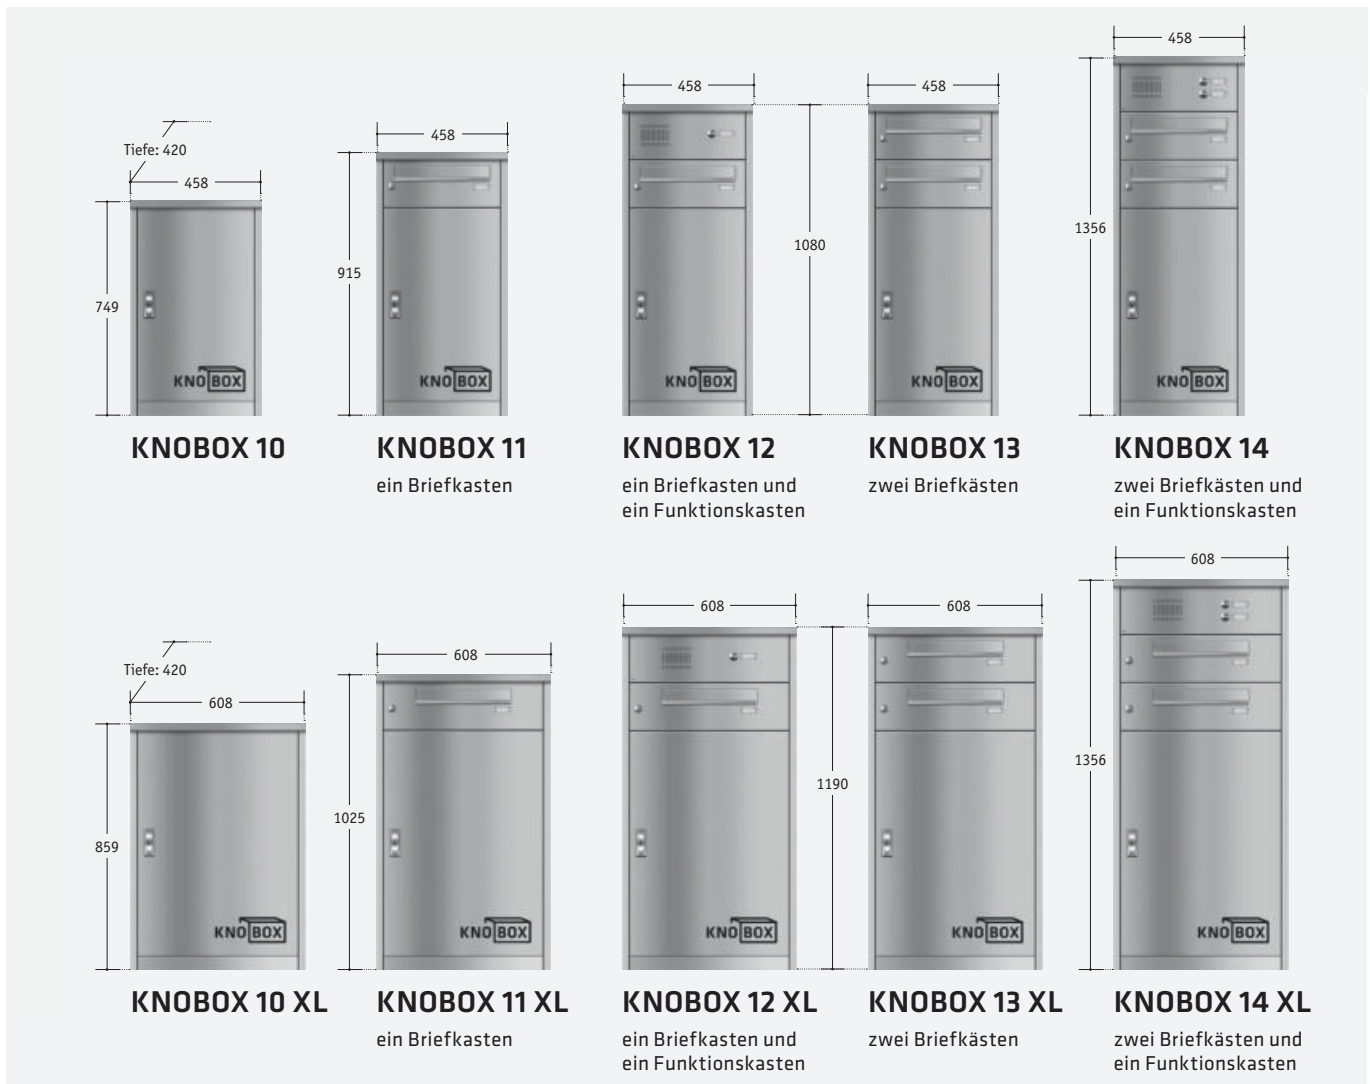 458
458
458
458
Tiefe: 420
458
749
915
1080
1356
KNOBOX
KNOBOX
KNOBOX
KNOBOX
KNOBOX
KNOBOX 10
KNOBOX 11
ein Briefkasten
KNOBOX 12
ein Briefkasten und
ein Funktionskasten
KNOBOX 13
zwei Briefkästen
KNOBOX 14
zwei Briefkästen und
ein Funktionskasten
608
608
608
608
Tiefe: 420
608
859
1025
1190
1356
KNOBOX
KNOBOX
KNOBOX
KNOBOX
KNOBOX
KNOBOX 10 XL
KNOBOX 11 XL
ein Briefkasten
KNOBOX 12 XL
ein Briefkasten und
ein Funktionskasten
KNOBOX 13 XL
zwei Briefkästen
KNOBOX 14 XL
zwei Briefkästen und
ein Funktionskasten